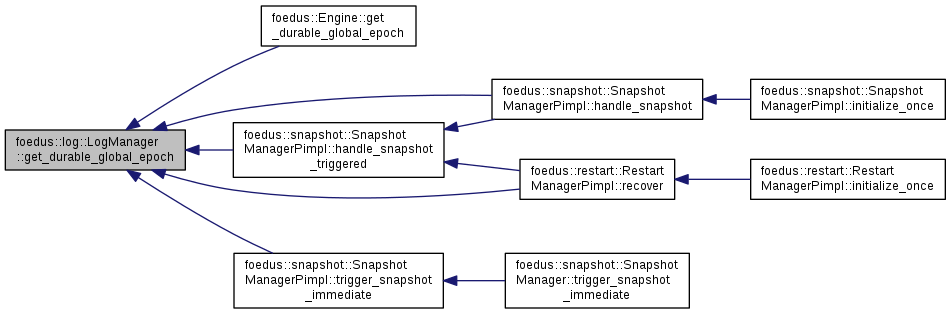 foedus::Engine::get
_durable_global_epoch
foedus::snapshot::Snapshot
ManagerPimpl::handle_snapshot
foedus::snapshot::Snapshot
ManagerPimpl::initialize_once
foedus::log::LogManager
::get_durable_global_epoch
foedus::snapshot::Snapshot
ManagerPimpl::handle_snapshot
_triggered
foedus::restart::Restart
ManagerPimpl::recover
foedus::restart::Restart
ManagerPimpl::initialize_once
foedus::snapshot::Snapshot
ManagerPimpl::trigger_snapshot
_immediate
foedus::snapshot::Snapshot
Manager::trigger_snapshot
_immediate